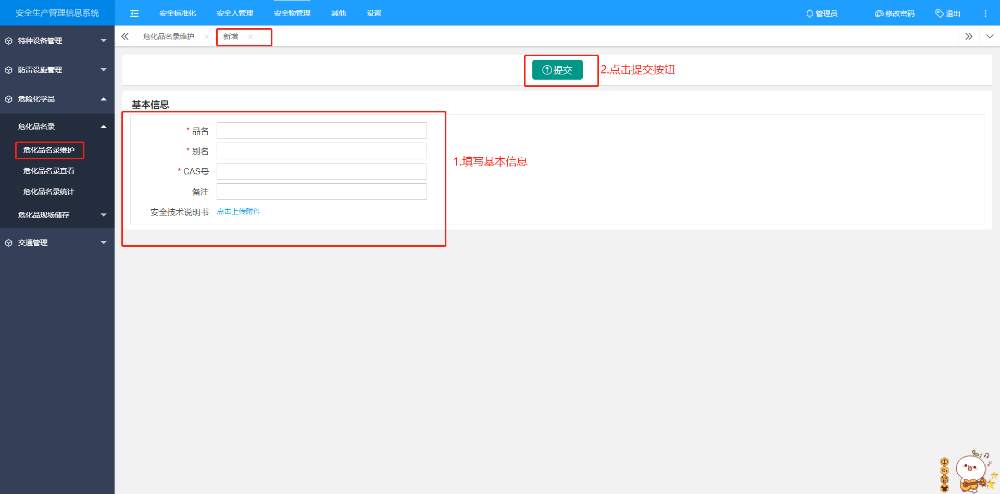 安全生产管理信息系统
安全标准化 安全人管理 安全物管理 其他 设置
管理员 修改密码 退出
特种设备管理
防雷设施管理
危险化学品
危化品名录
危化品名录维护
危化品名录查看
危化品名录统计
危化品现场储存
交通管理
危化品名录维护 × 新增 ×
提交
2.点击提交按钮
基本信息
* 品名
* 别名
* CAS号
备注
安全技术说明书 点击上传附件
1.填写基本信息
中
简